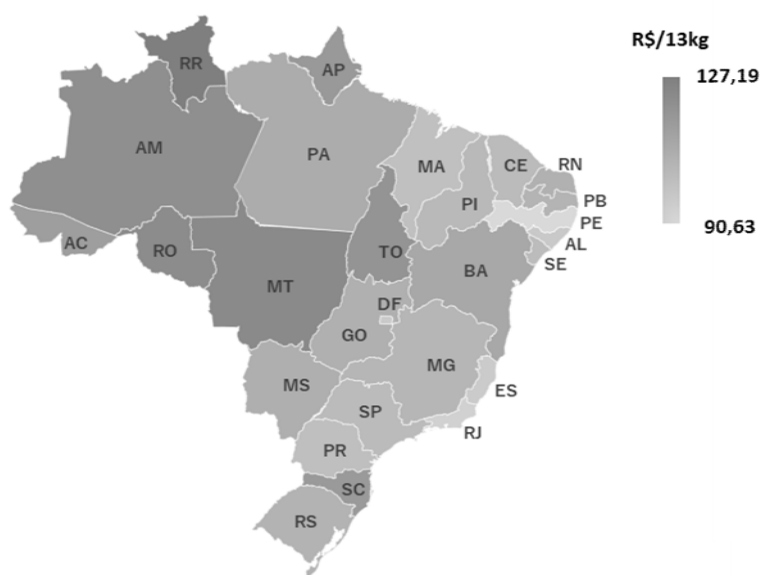 R$/13kg
127,19
90,63
RR
AP
AM
PA
MA
CE
RN
PB
PE
AL
SE
PI
AC
RO
TO
BA
MT
DF
GO
MG
ES
MS
SP
RJ
PR
SC
RS